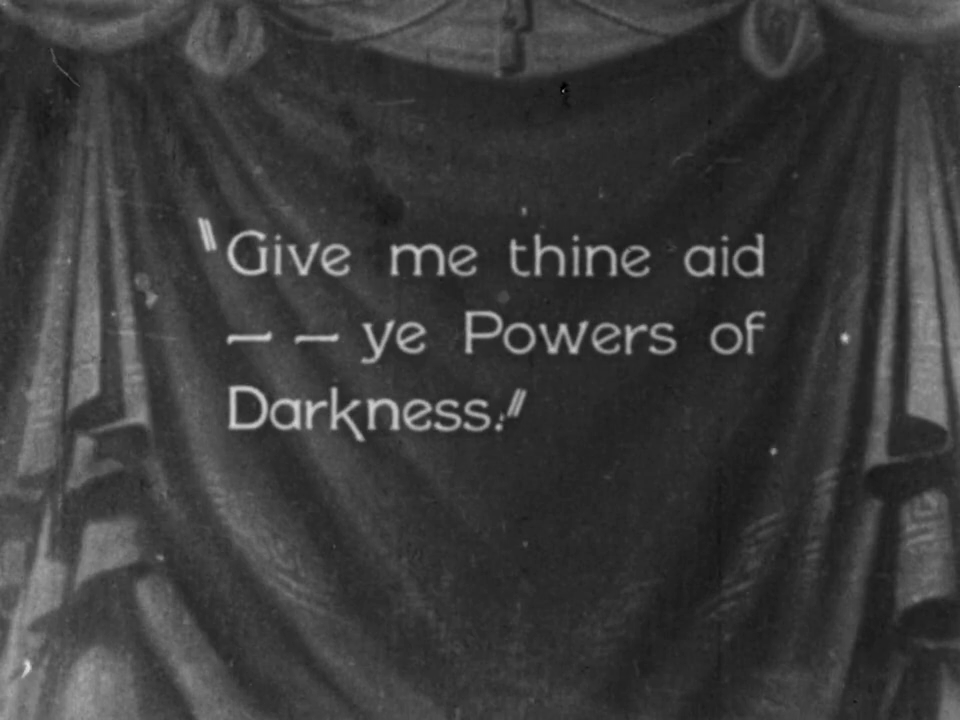 "Give me thine aid
— — ye Powers of
Darkness."